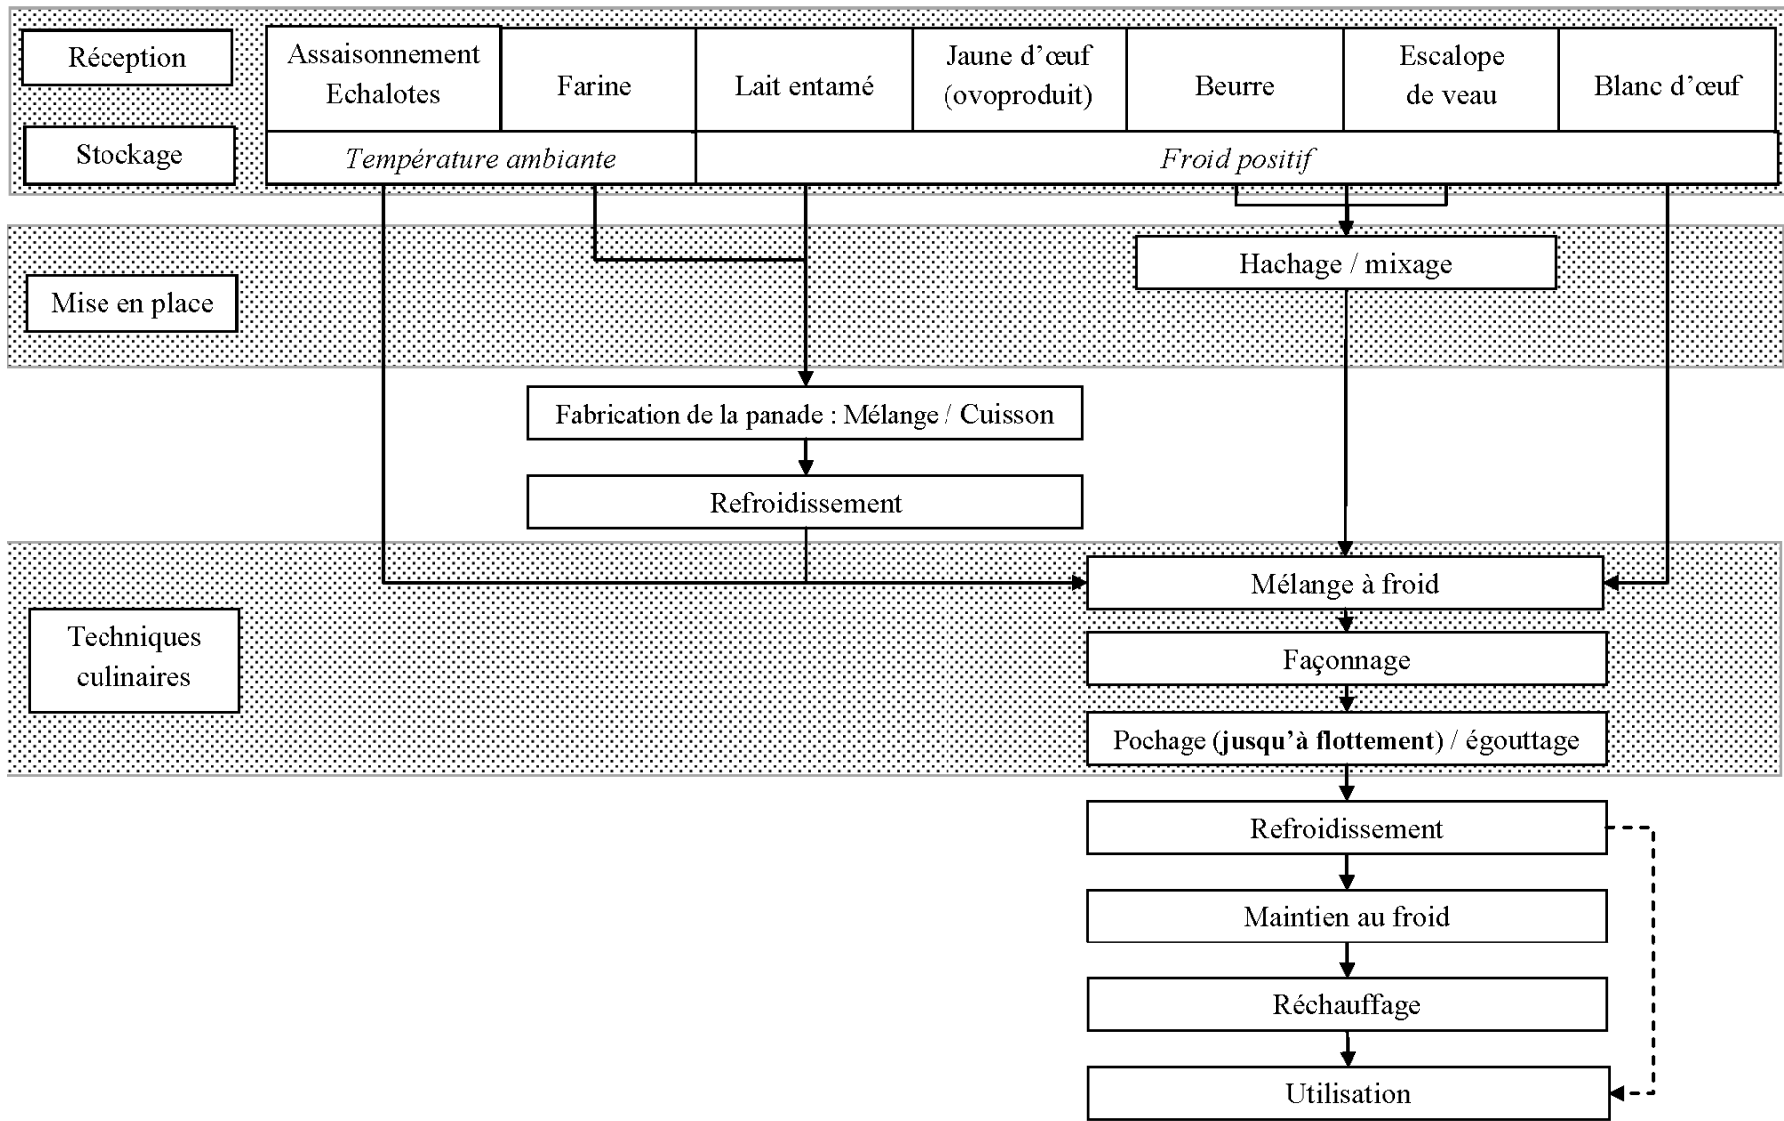 Réception
Assaisonnement
Echalotes
Farine
Lait entamé
Jaune d’œuf
(ovoproduit)
Beurre
Escalope
de veau
Blanc d’œuf
Stockage
Température ambiante
Froid positif
Mise en place
Hachage / mixage
Fabrication de la panade : Mélange / Cuisson
Refroidissement
Techniques
culinaires
Mélange à froid
Façonnage
Pochage (jusqu’à flottement) / égouttage
Refroidissement
Maintien au froid
Réchauffage
Utilisation